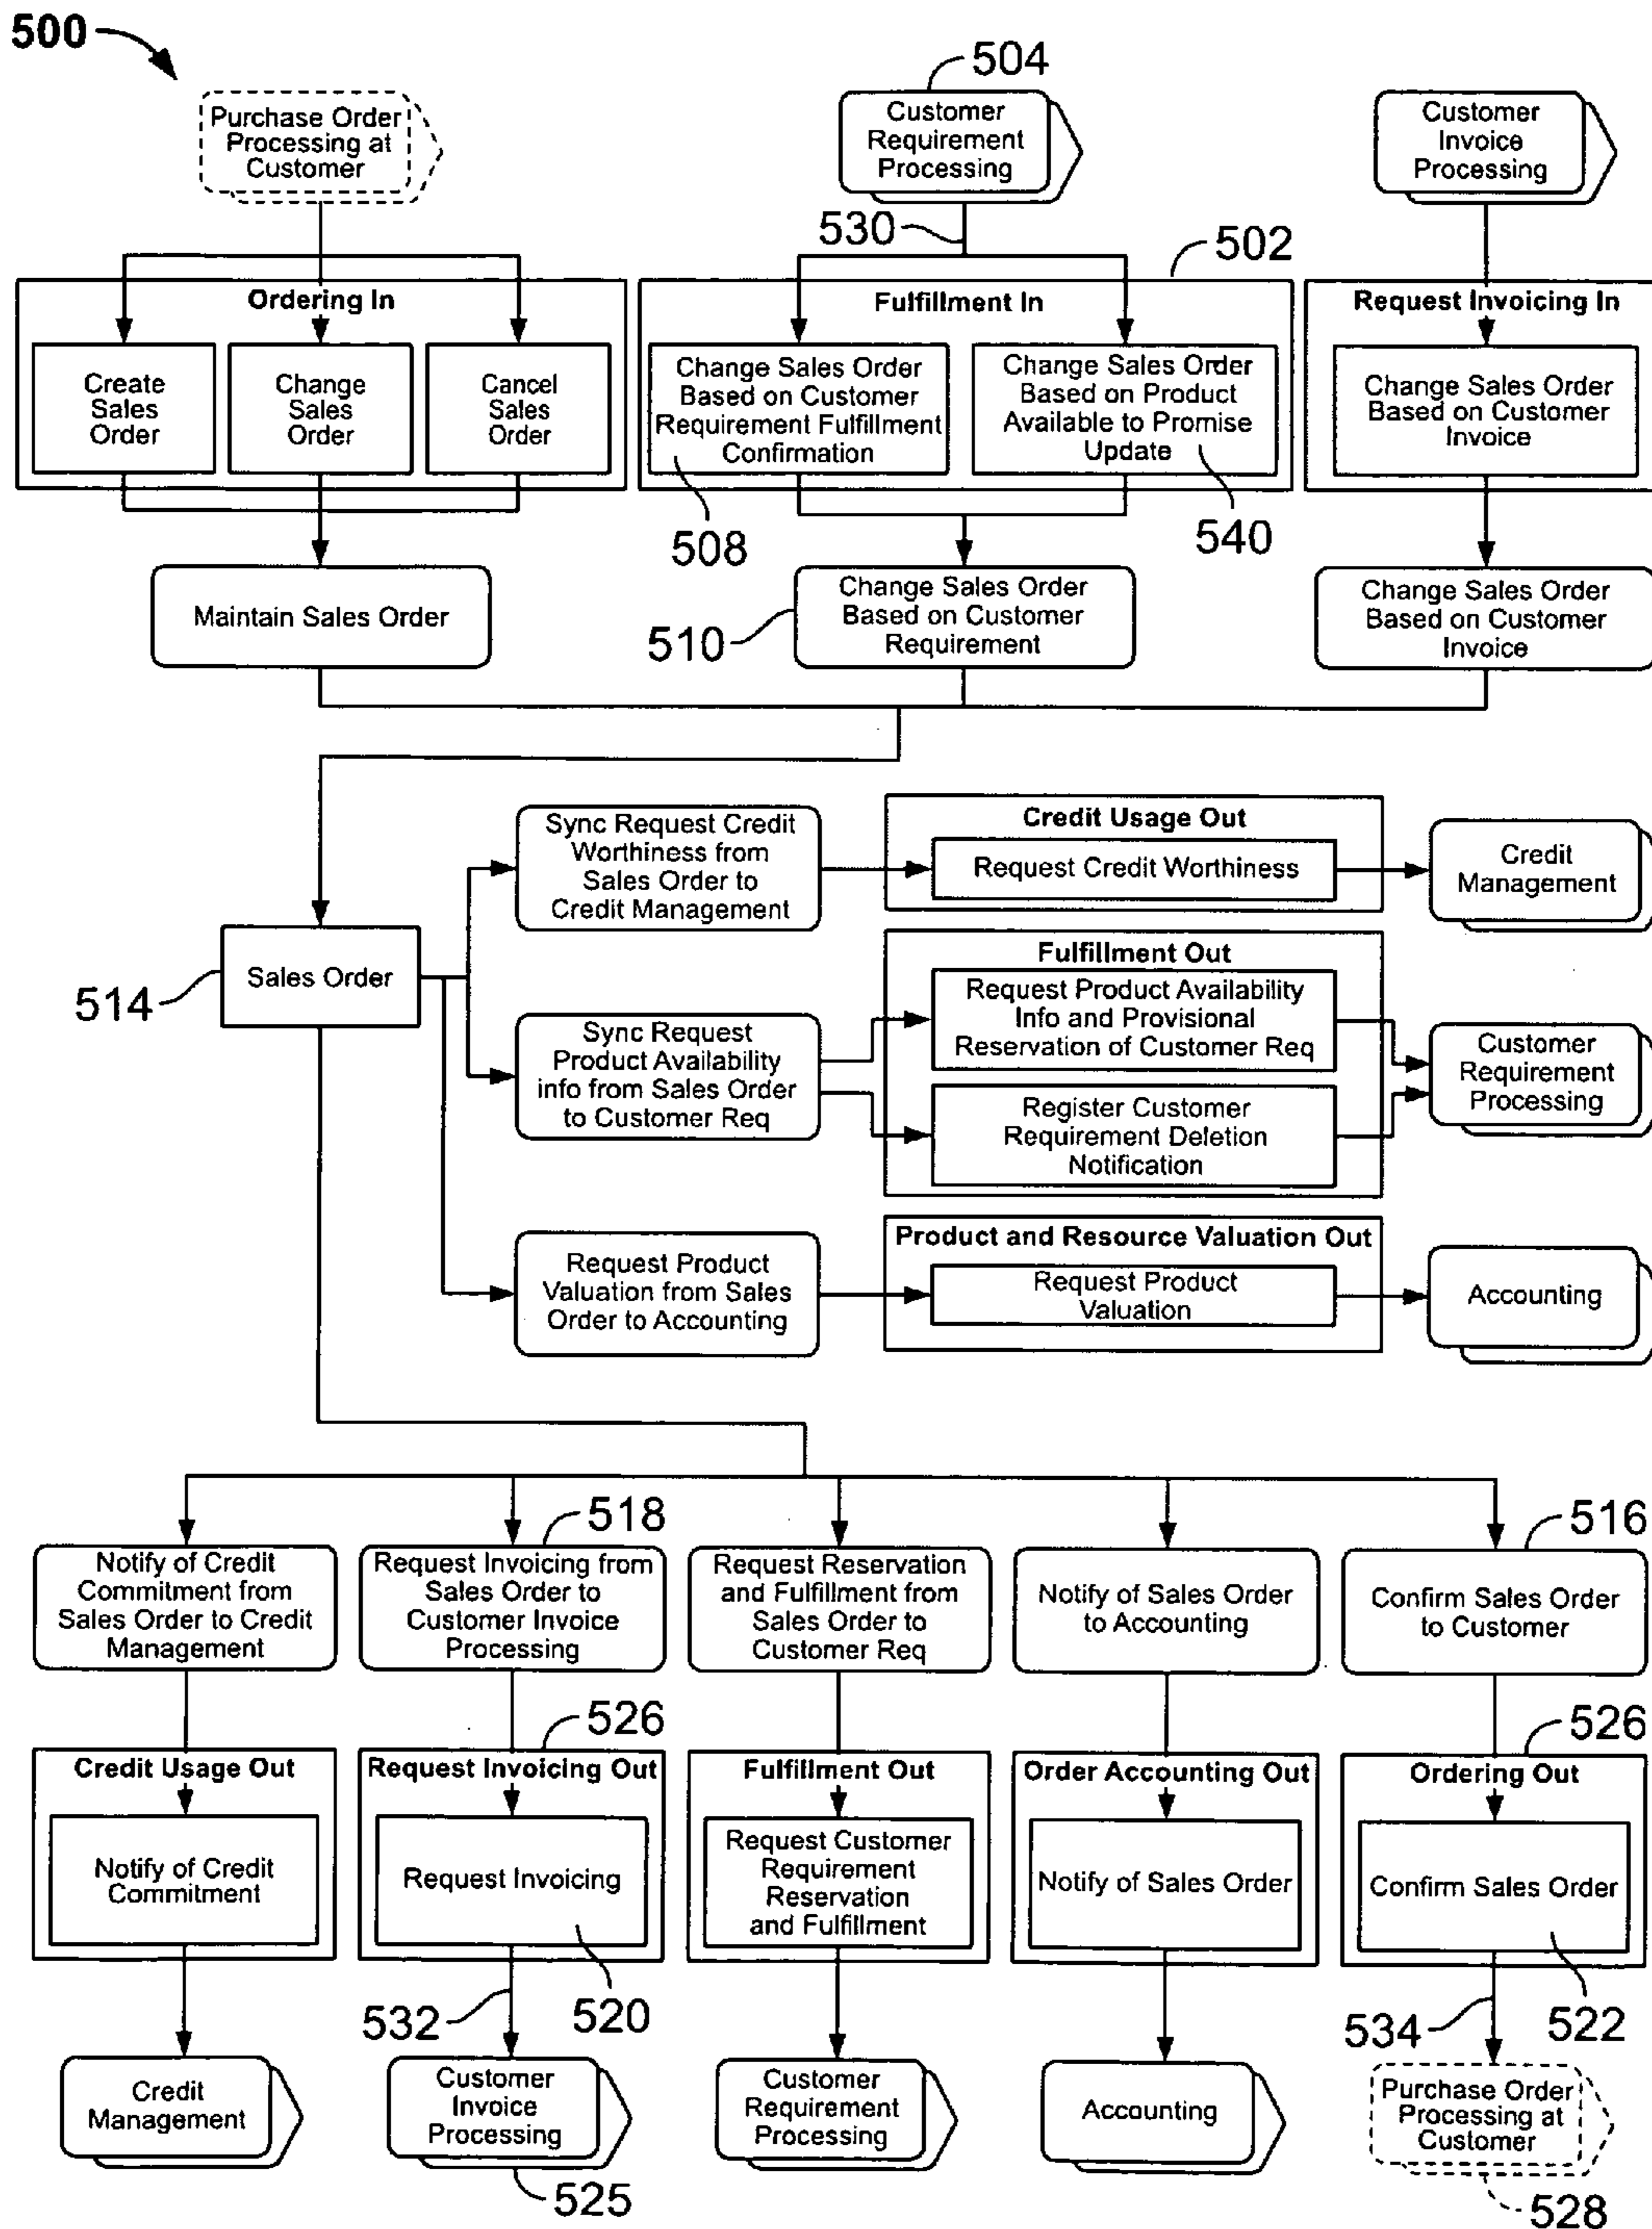 500
Purchase Order
Processing at
Customer
504
Customer
Requirement
Processing
Customer
Invoice
Processing
530
502
Ordering In
Create
Sales
Order
Change
Sales
Order
Cancel
Sales
Order
Fulfillment In
Change Sales Order
Based on Customer
Requirement Fulfillment
Confirmation
Change Sales Order
Based on Product
Available to Promise
Update
Request Invoicing In
Change Sales Order
Based on Customer
Invoice
508
540
Maintain Sales Order
510
Change Sales Order
Based on Customer
Requirement
Change Sales Order
Based on Customer
Invoice
Sync Request Credit
Worthiness from
Sales Order to
Credit Management
Credit Usage Out
Request Credit Worthiness
Credit
Management
514
Sales Order
Sync Request
Product Availability
info from Sales Order
to Customer Req
Fulfillment Out
Request Product Availability
Info and Provisional
Reservation of Customer Req
Register Customer
Requirement Deletion
Notification
Customer
Requirement
Processing
Request Product
Valuation from Sales
Order to Accounting
Product and Resource Valuation Out
Request Product
Valuation
Accounting
518
516
Notify of Credit
Commitment from
Sales Order to Credit
Management
Request Invoicing from
Sales Order to
Customer Invoice
Processing
Request Reservation
and Fulfillment from
Sales Order to
Customer Req
Notify of Sales Order
to Accounting
Confirm Sales Order
to Customer
526
526
Credit Usage Out
Notify of Credit
Commitment
Request Invoicing Out
Request Invoicing
Fulfillment Out
Request Customer
Requirement
Reservation
and Fulfillment
Order Accounting Out
Notify of Sales Order
Ordering Out
Confirm Sales Order
532
520
534
522
Credit
Management
Customer
Invoice
Processing
Customer
Requirement
Processing
Accounting
Purchase Order
Processing at
Customer
525
528